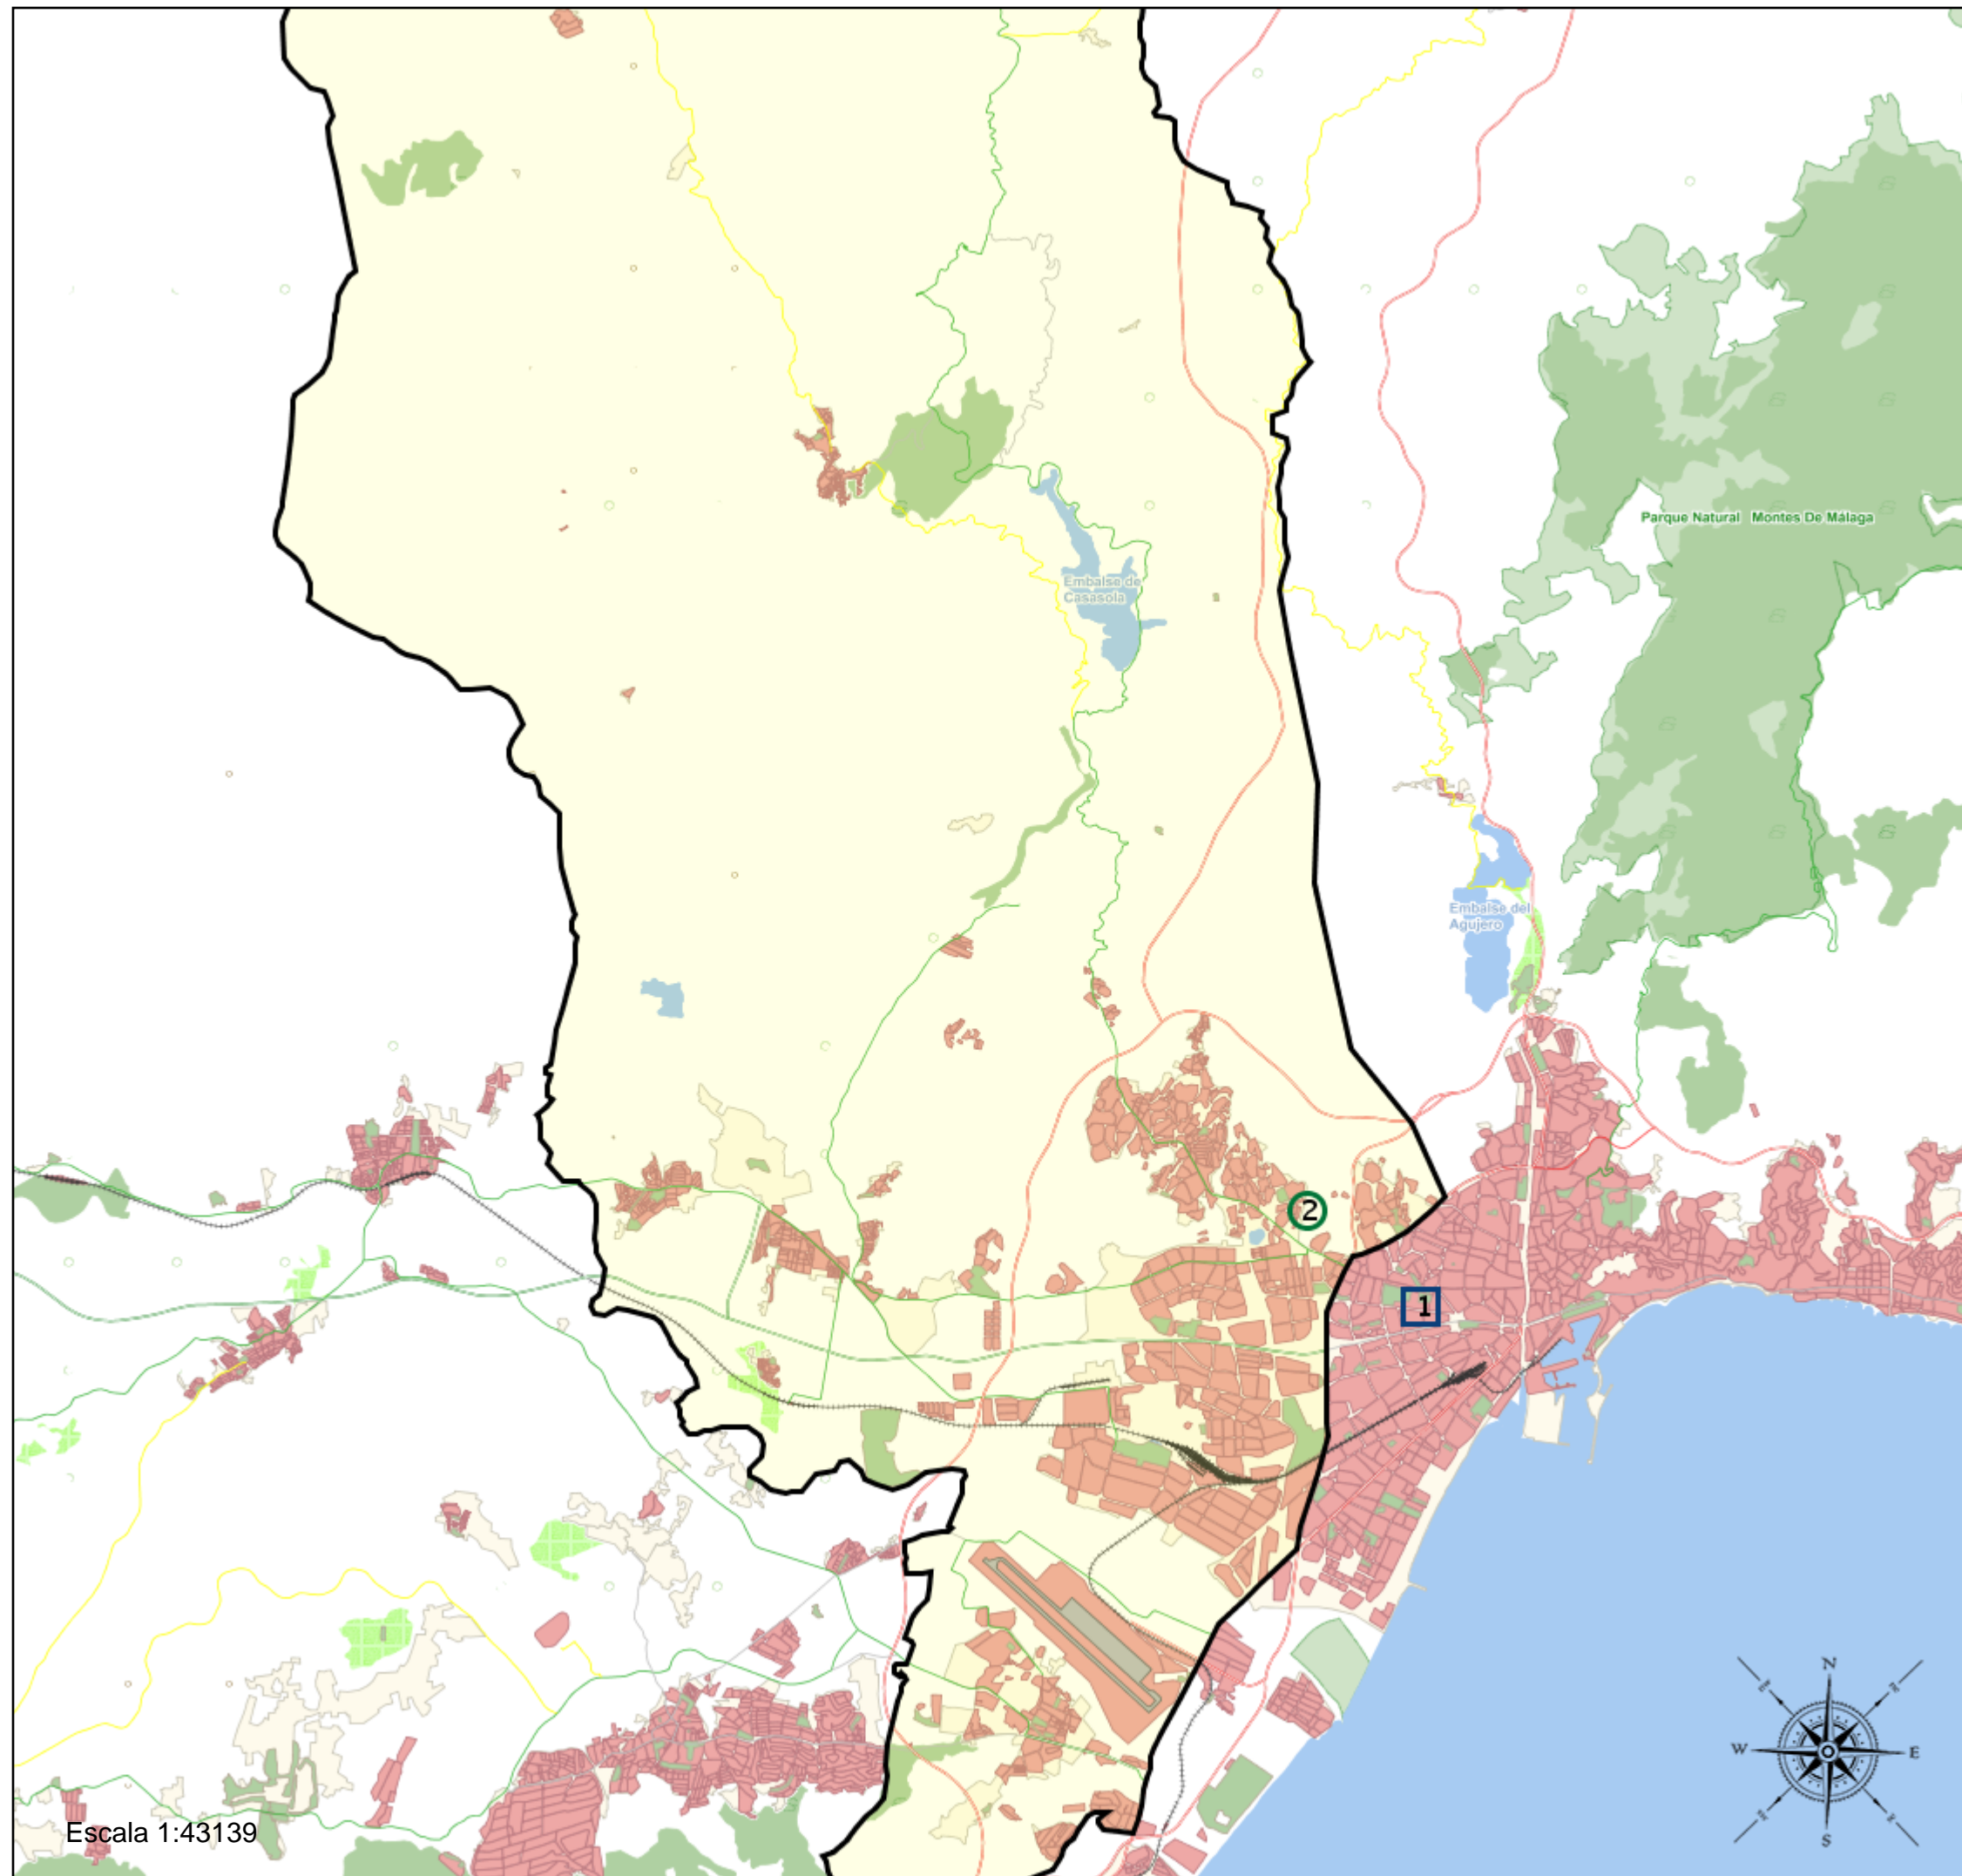 Parque Natural Montes De Málaga
Embalse de
Casasola
Embalse del
Agujero
2
1
N
W
E
S
Escala 1:43139